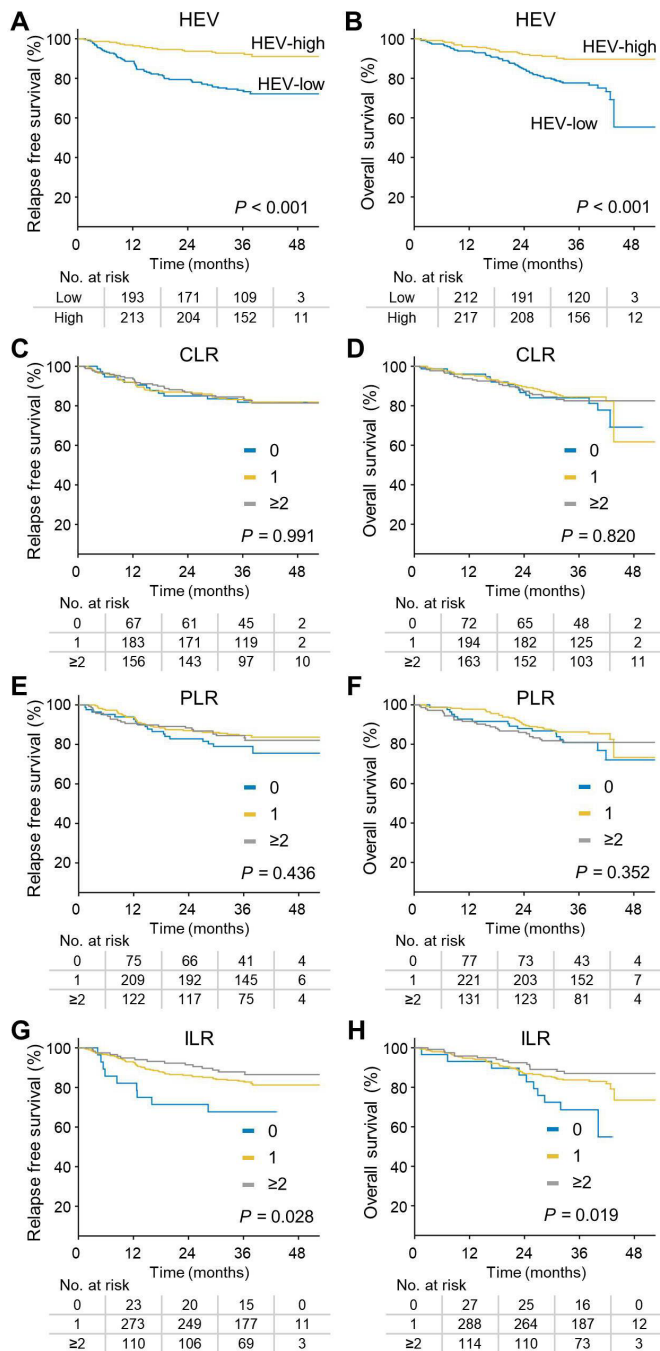 A
HEV
Relapse free survival (%)
100
80
60
40
20
HEV-high
HEV-low
P < 0.001
0 12 24 36 48
Time (months)
No. at risk
Low 193 171 109 3
High 213 204 152 11
B
HEV
Overall survival (%)
100
80
60
40
20
HEV-high
HEV-low
P < 0.001
0 12 24 36 48
Time (months)
No. at risk
Low 212 191 120 3
High 217 208 156 12
C
CLR
Relapse free survival (%)
100
80
60
40
20
0
1
≥2
P = 0.991
0 12 24 36 48
Time (months)
No. at risk
0 67 61 45 2
1 183 171 119 2
≥2 156 143 97 10
D
CLR
Overall survival (%)
100
80
60
40
20
0
1
≥2
P = 0.820
0 12 24 36 48
Time (months)
No. at risk
0 72 65 48 2
1 194 182 125 2
≥2 163 152 103 11
E
PLR
Relapse free survival (%)
100
80
60
40
20
0
1
≥2
P = 0.436
0 12 24 36 48
Time (months)
No. at risk
0 75 66 41 4
1 209 192 145 6
≥2 122 117 75 4
F
PLR
Overall survival (%)
100
80
60
40
20
0
1
≥2
P = 0.352
0 12 24 36 48
Time (months)
No. at risk
0 77 73 43 4
1 221 203 152 7
≥2 131 123 81 4
G
ILR
Relapse free survival (%)
100
80
60
40
20
0
1
≥2
P = 0.028
0 12 24 36 48
Time (months)
No. at risk
0 23 20 15 0
1 273 249 177 11
≥2 110 106 69 3
H
ILR
Overall survival (%)
100
80
60
40
20
0
1
≥2
P = 0.019
0 12 24 36 48
Time (months)
No. at risk
0 27 25 16 0
1 288 264 187 12
≥2 114 110 73 3